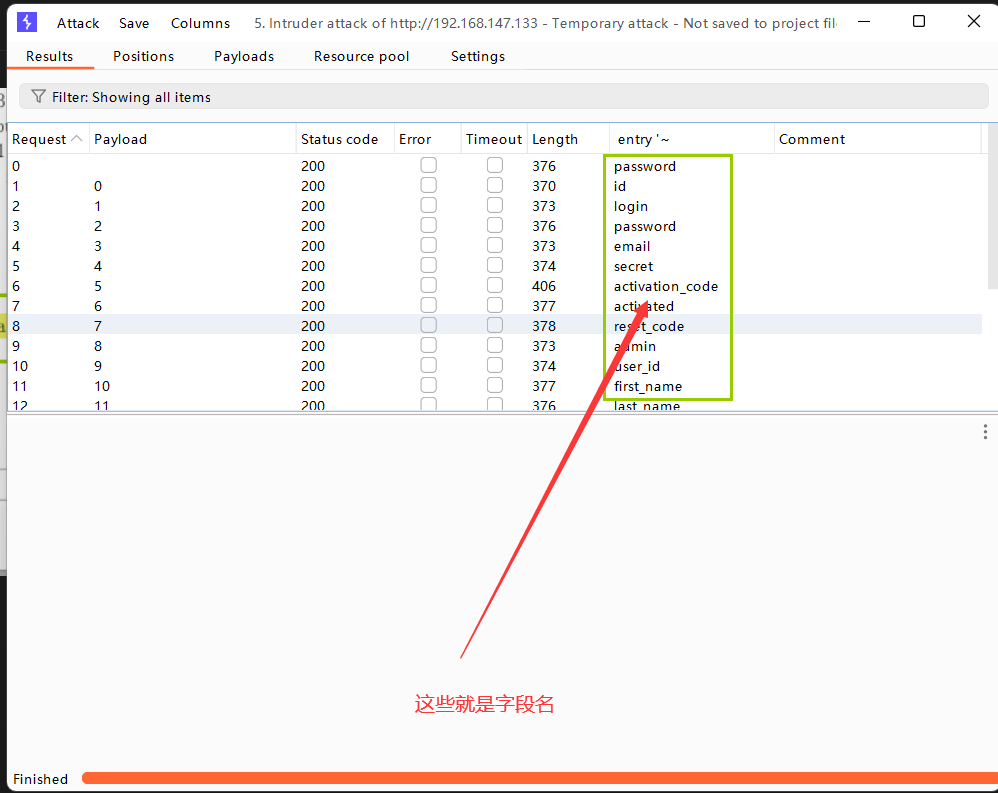 Attack Save Columns 5. Intruder attack of http://192.168.147.133 - Temporary attack - Not saved to project fil
Results Positions Payloads Resource pool Settings
Filter: Showing all items
Request Payload Status code Error Timeout Length entry '~ Comment
0 200 376 password
1 0 200 370 id
2 1 200 373 login
3 2 200 376 password
4 3 200 373 email
5 4 200 374 secret
6 5 200 406 activation_code
7 6 200 377 activated
8 7 200 378 reset_code
9 8 200 373 admin
10 9 200 374 user_id
11 10 200 377 first_name
12 11 200 376 last_name
这些就是字段名
Finished